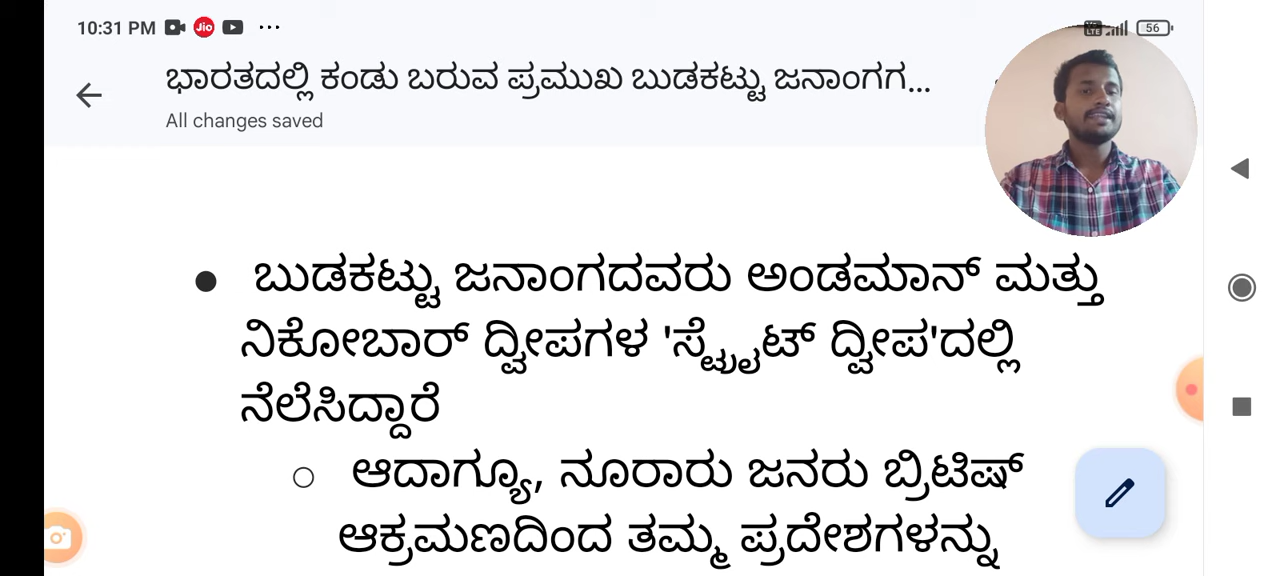 10:31 PM Jio ...
56
ಭಾರತದಲ್ಲಿ ಕಂಡು ಬರುವ ಪ್ರಮುಖ ಬುಡಕಟ್ಟು ಜನಾಂಗಗ...
All changes saved
ಬುಡಕಟ್ಟು ಜನಾಂಗದವರು ಅಂಡಮಾನ್ ಮತ್ತು
ನಿಕೋಬಾರ್ ದ್ವೀಪಗಳ 'ಸ್ಟ್ರೈಟ್ ದ್ವೀಪ'ದಲ್ಲಿ
ನೆಲೆಸಿದ್ದಾರೆ
ಆದಾಗ್ಯೂ, ನೂರಾರು ಜನರು ಬ್ರಿಟಿಷ್
ಆಕ್ರಮಣದಿಂದ ತಮ್ಮ ಪ್ರದೇಶಗಳನ್ನು